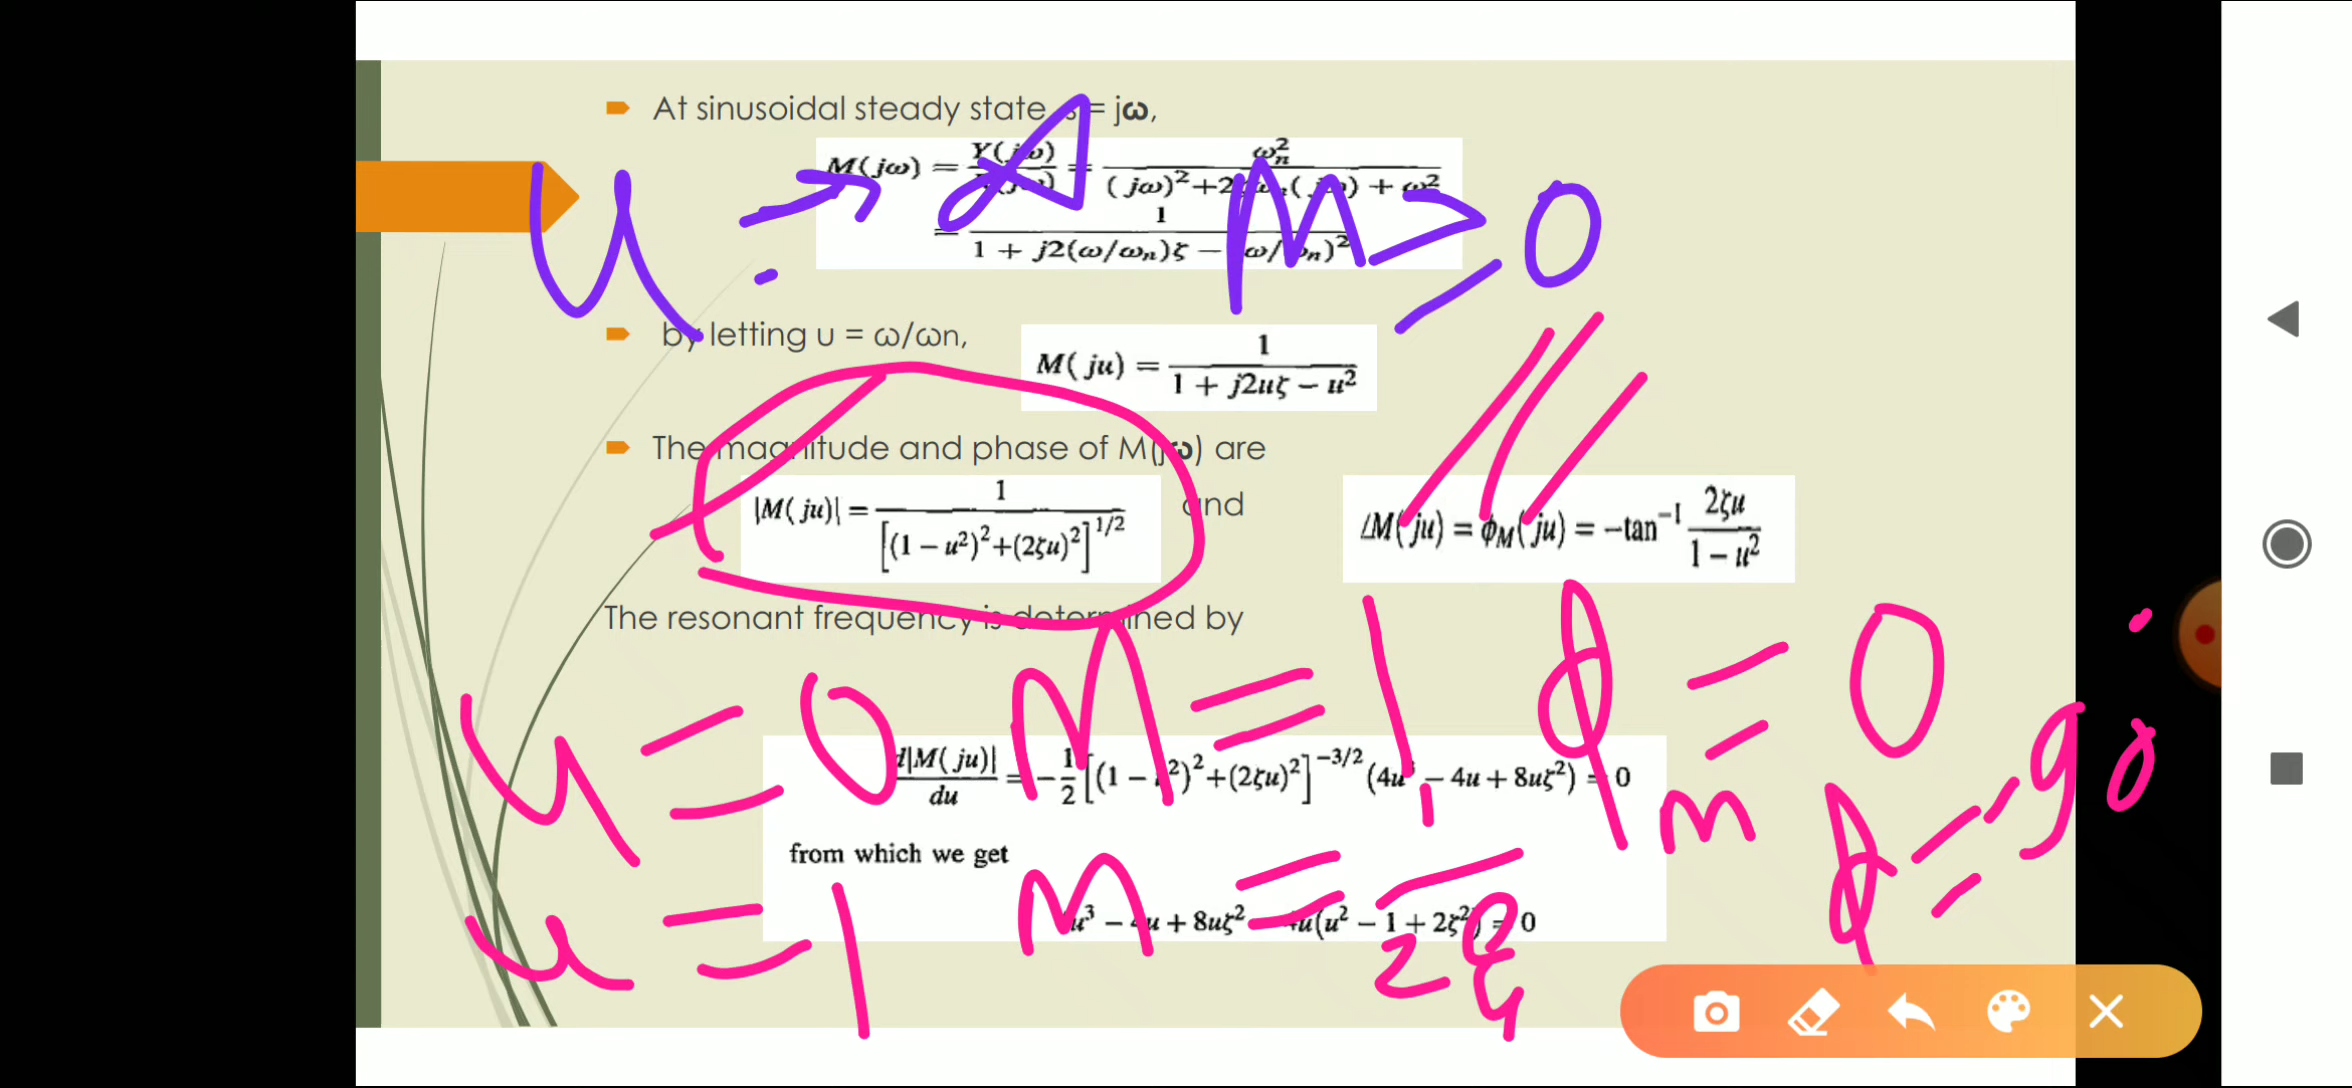 At sinusoidal steady state, s = jω,
M(jω) = Y(jω)/R(jω) = ωn²/((jω)²+2ζωn(jω) + ωn²)
= 1/(1 + j2(ω/ωn)ζ − (ω/ωn)²)
u → ∝ M => 0
by letting u = ω/ωn,
M(ju) = 1/(1 + j2uζ − u²)
The magnitude and phase of M(jω) are
|M(ju)| = 1/[(1 − u²)²+(2ζu)²]^1/2
and
∠M(ju) = ϕM(ju) = −tan⁻¹ 2ζu/(1 − u²)
The resonant frequency is determined by
u = 0 M = 1, ϕm = 0
d|M(ju)|/du = −1/2[(1 − u²)²+(2ζu)²]^−3/2 (4u³ − 4u + 8uζ²) = 0
from which we get
u = 1 M = 1/2ξ ϕ = -90
4u³ − 4u + 8uζ² = 4u(u² − 1 + 2ζ²) = 0